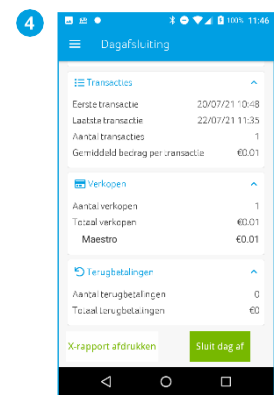 4
100% 11:46
Dagafsluiting
Transacties
Eerste transactie 20/07/21 10:48
Laatste transactie 22/07/21 11:35
Aantal transacties 1
Gemiddeld bedrag per transactie €0.01
Verkopen
Aantal verkopen 1
Totaal verkopen €0.01
Maestro €0.01
Terugbetalingen
Aantal terugbetalingen 0
Totaal terugbetalingen €0
X-rapport afdrukken Sluit dag af